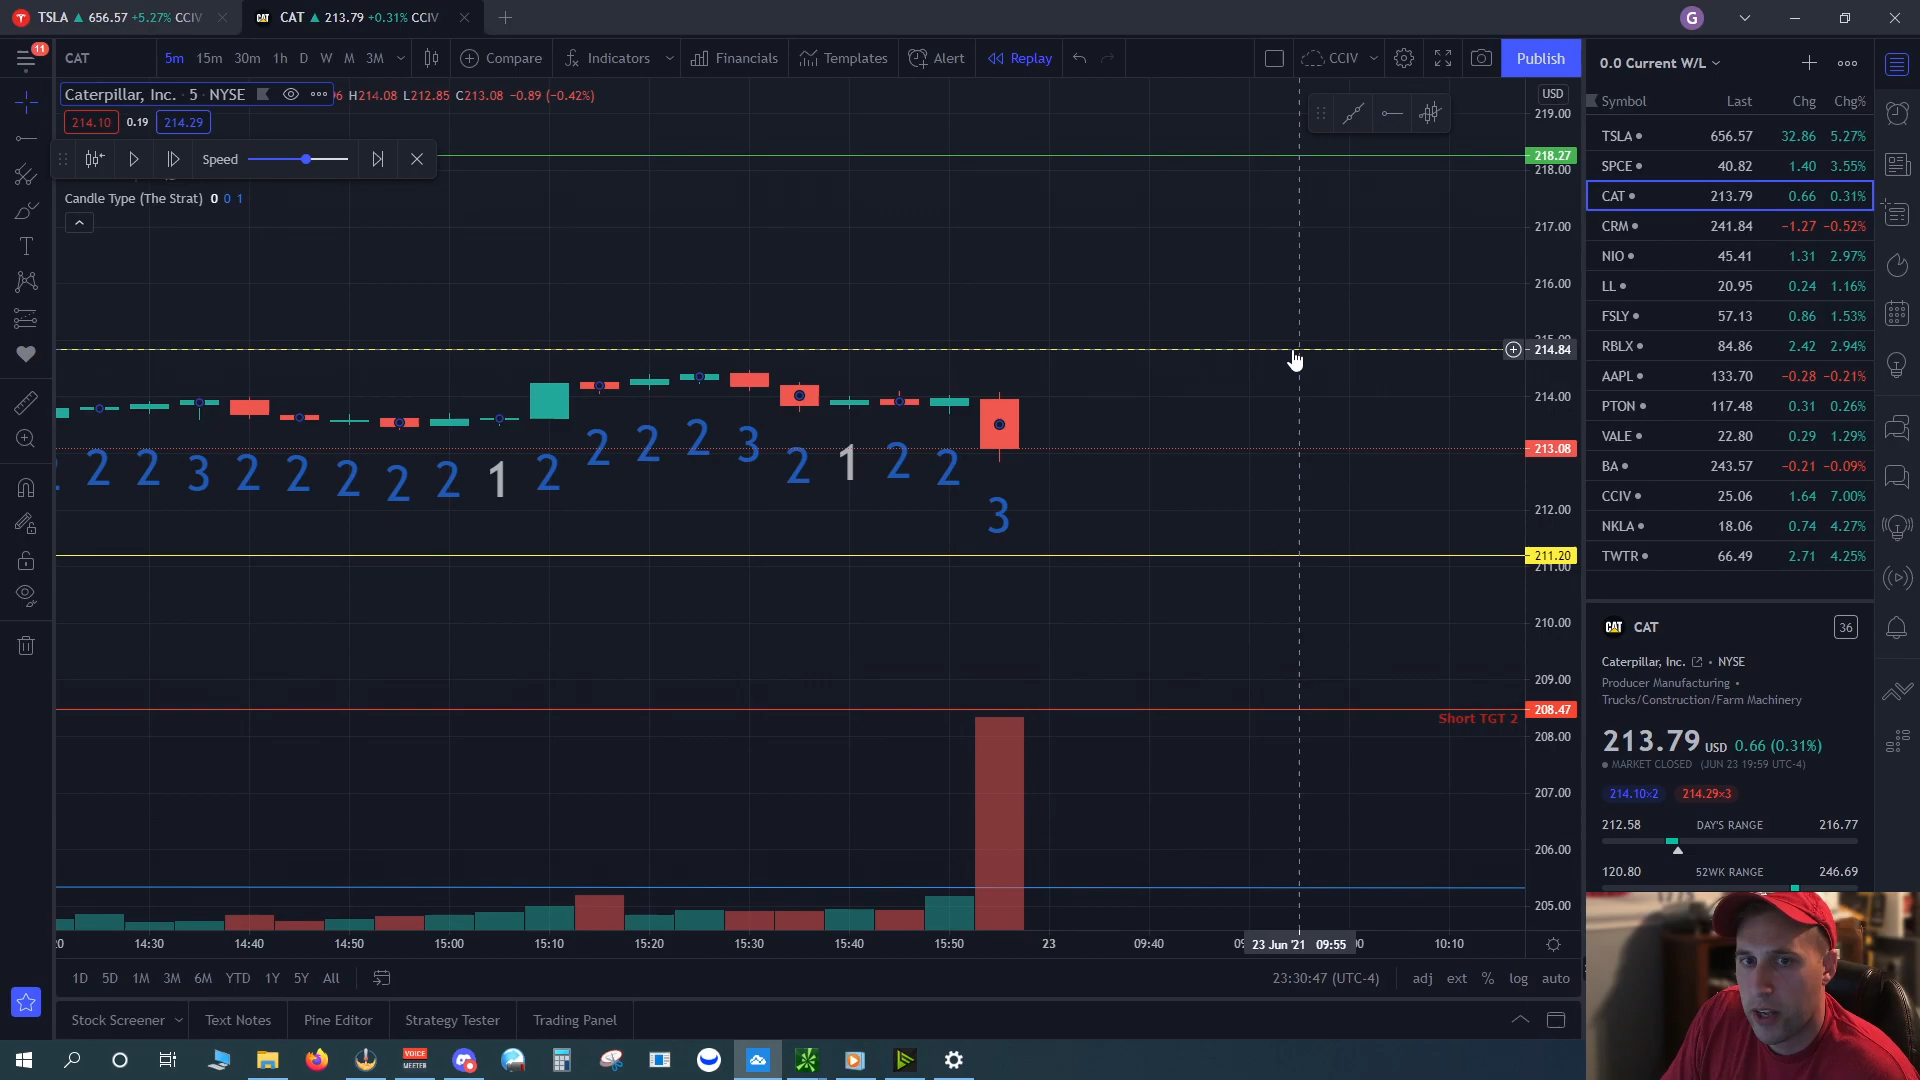 TSLA ▲ 656.57 +5.27% CCIV
CAT ▲ 213.79 +0.31% CCIV
G
11
CAT
5m 15m 30m 1h D W M 3M
Compare
Indicators
Financials
Templates
Alert
Replay
CCIV
Publish
Caterpillar, Inc. · 5 · NYSE
H214.08 L212.85 C213.08 −0.89 (−0.42%)
214.10 0.19 214.29
Speed
Candle Type (The Strat) 0 0 1
USD
219.00
218.27
218.00
217.00
216.00
214.84
214.00
213.08
212.00
211.20
211.00
210.00
209.00
208.47
Short TGT 2
208.00
207.00
206.00
205.00
2 2 3 2 2 2 2 2 1 2 2 2 2 3 2 1 2 2 3
14:30 14:40 14:50 15:00 15:10 15:20 15:30 15:40 15:50 23 09:40 23 Jun '21 09:55 10:10
1D 5D 1M 3M 6M YTD 1Y 5Y All
23:30:47 (UTC-4) adj ext % log auto
Stock Screener Text Notes Pine Editor Strategy Tester Trading Panel
0.0 Current W/L
Symbol Last Chg Chg%
TSLA 656.57 32.86 5.27%
SPCE 40.82 1.40 3.55%
CAT 213.79 0.66 0.31%
CRM 241.84 −1.27 −0.52%
NIO 45.41 1.31 2.97%
LL 20.95 0.24 1.16%
FSLY 57.13 0.86 1.53%
RBLX 84.86 2.42 2.94%
AAPL 133.70 −0.28 −0.21%
PTON 117.48 0.31 0.26%
VALE 22.80 0.29 1.29%
BA 243.57 −0.21 −0.09%
CCIV 25.06 1.64 7.00%
NKLA 18.06 0.74 4.27%
TWTR 66.49 2.71 4.25%
CAT CAT 36
Caterpillar, Inc. • NYSE
Producer Manufacturing •
Trucks/Construction/Farm Machinery
213.79 USD 0.66 (0.31%)
MARKET CLOSED (JUN 23 19:59 UTC-4)
214.10×2 214.29×3
212.58 DAY'S RANGE 216.77
120.80 52WK RANGE 246.69
VOICE
MEETER